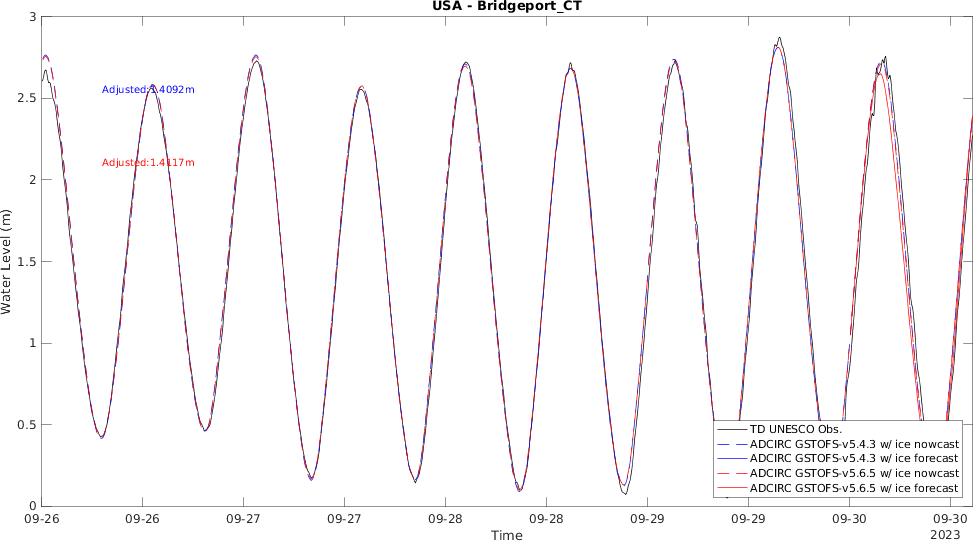 USA - Bridgeport_CT
3
2.5
2
1.5
1
0.5
0
Water Level (m)
Adjusted:1.4092m
Adjusted:1.4117m
TD UNESCO Obs.
ADCIRC GSTOFS-v5.4.3 w/ ice nowcast
ADCIRC GSTOFS-v5.4.3 w/ ice forecast
ADCIRC GSTOFS-v5.6.5 w/ ice nowcast
ADCIRC GSTOFS-v5.6.5 w/ ice forecast
09-26 09-26 09-27 09-27 09-28 09-28 09-29 09-29 09-30 09-30
2023
Time